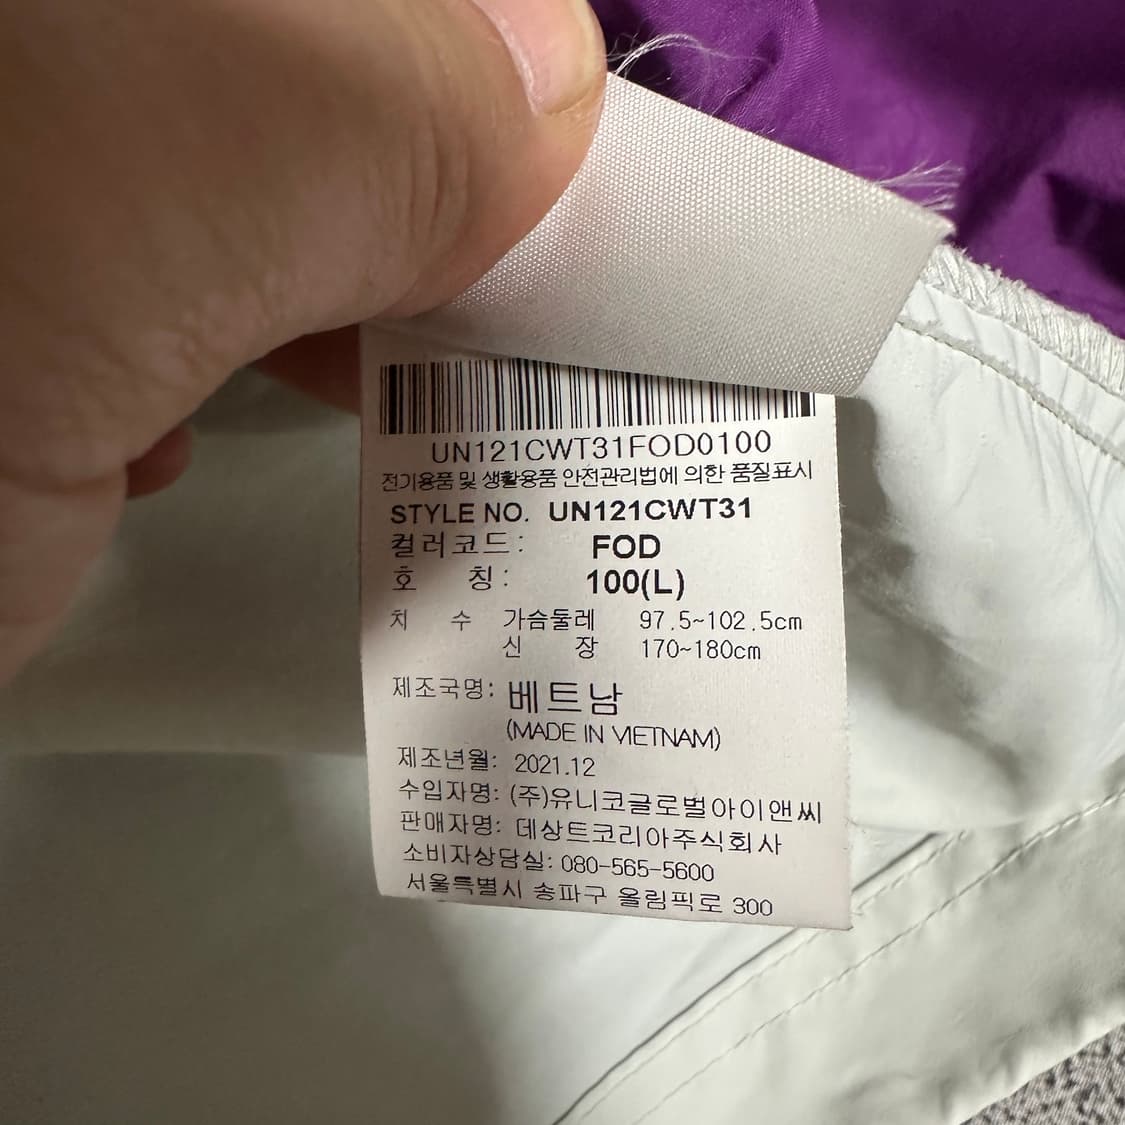 UN121CWT31FOD0100
전기용품 및 생활용품 안전관리법에 의한 품질표시
STYLE NO. UN121CWT31
컬러코드: FOD
호 칭: 100(L)
치 수 가슴둘레 97.5~102.5cm
신 장 170~180cm
제조국명: 베트남
(MADE IN VIETNAM)
제조년월: 2021.12
수입자명: (주)유니코글로벌아이앤씨
판매자명: 데상트코리아주식회사
소비자상담실: 080-565-5600
서울특별시 송파구 올림픽로 300